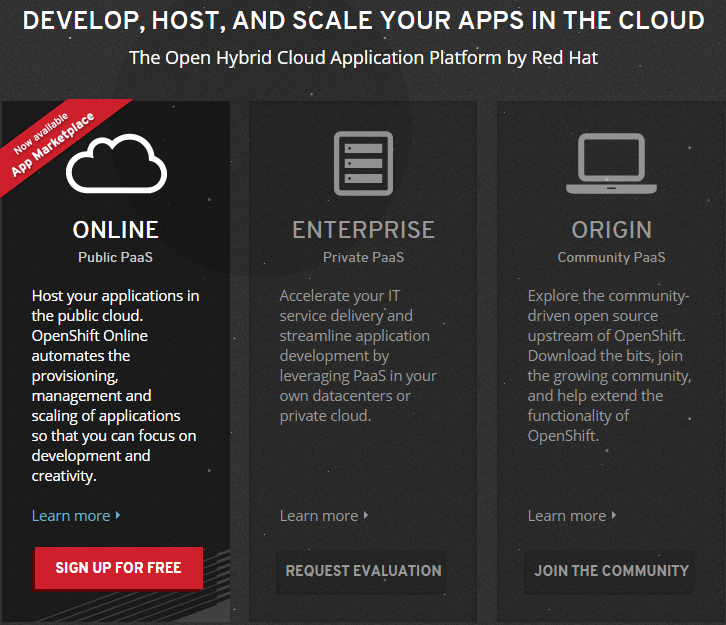 DEVELOP, HOST, AND SCALE YOUR APPS IN THE CLOUD
The Open Hybrid Cloud Application Platform by Red Hat
Now available
App Marketplace
ONLINE
Public PaaS
Host your applications in
the public cloud.
OpenShift Online
automates the
provisioning,
management and
scaling of applications
so that you can focus on
development and
creativity.
Learn more
SIGN UP FOR FREE
ENTERPRISE
Private PaaS
Accelerate your IT
service delivery and
streamline application
development by
leveraging PaaS in your
own datacenters or
private cloud.
Learn more
REQUEST EVALUATION
ORIGIN
Community PaaS
Explore the community-
driven open source
upstream of OpenShift.
Download the bits, join
the growing community,
and help extend the
functionality of
OpenShift.
Learn more
JOIN THE COMMUNITY